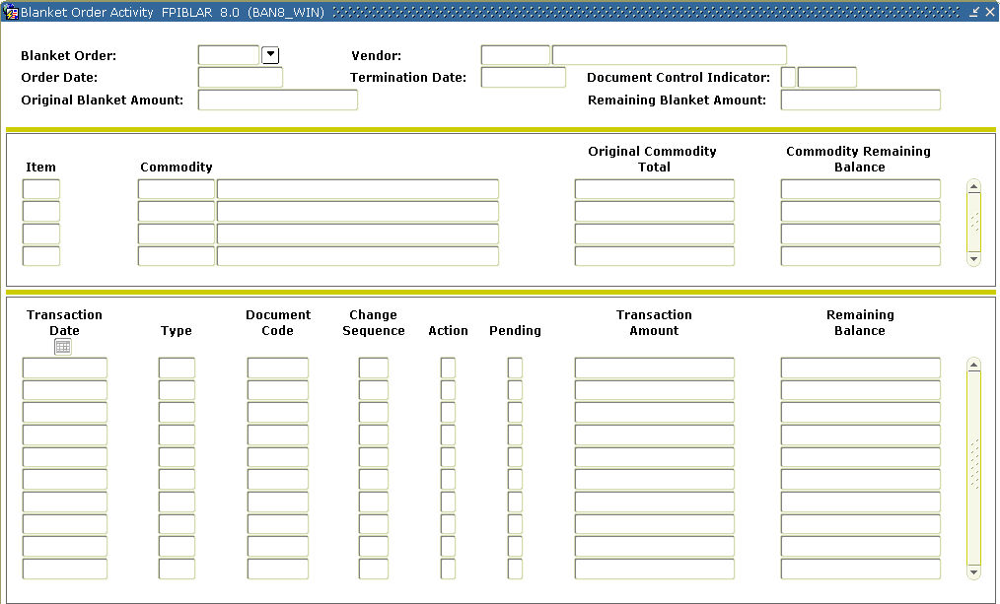 Blanket Order Activity FPIBLAR 8.0 (BAN8_WIN)
Blanket Order: Vendor:
Order Date: Termination Date: Document Control Indicator:
Original Blanket Amount: Remaining Blanket Amount:
Original Commodity Commodity Remaining
Item Commodity Total Balance
Transaction Document Change Transaction Remaining
Date Type Code Sequence Action Pending Amount Balance